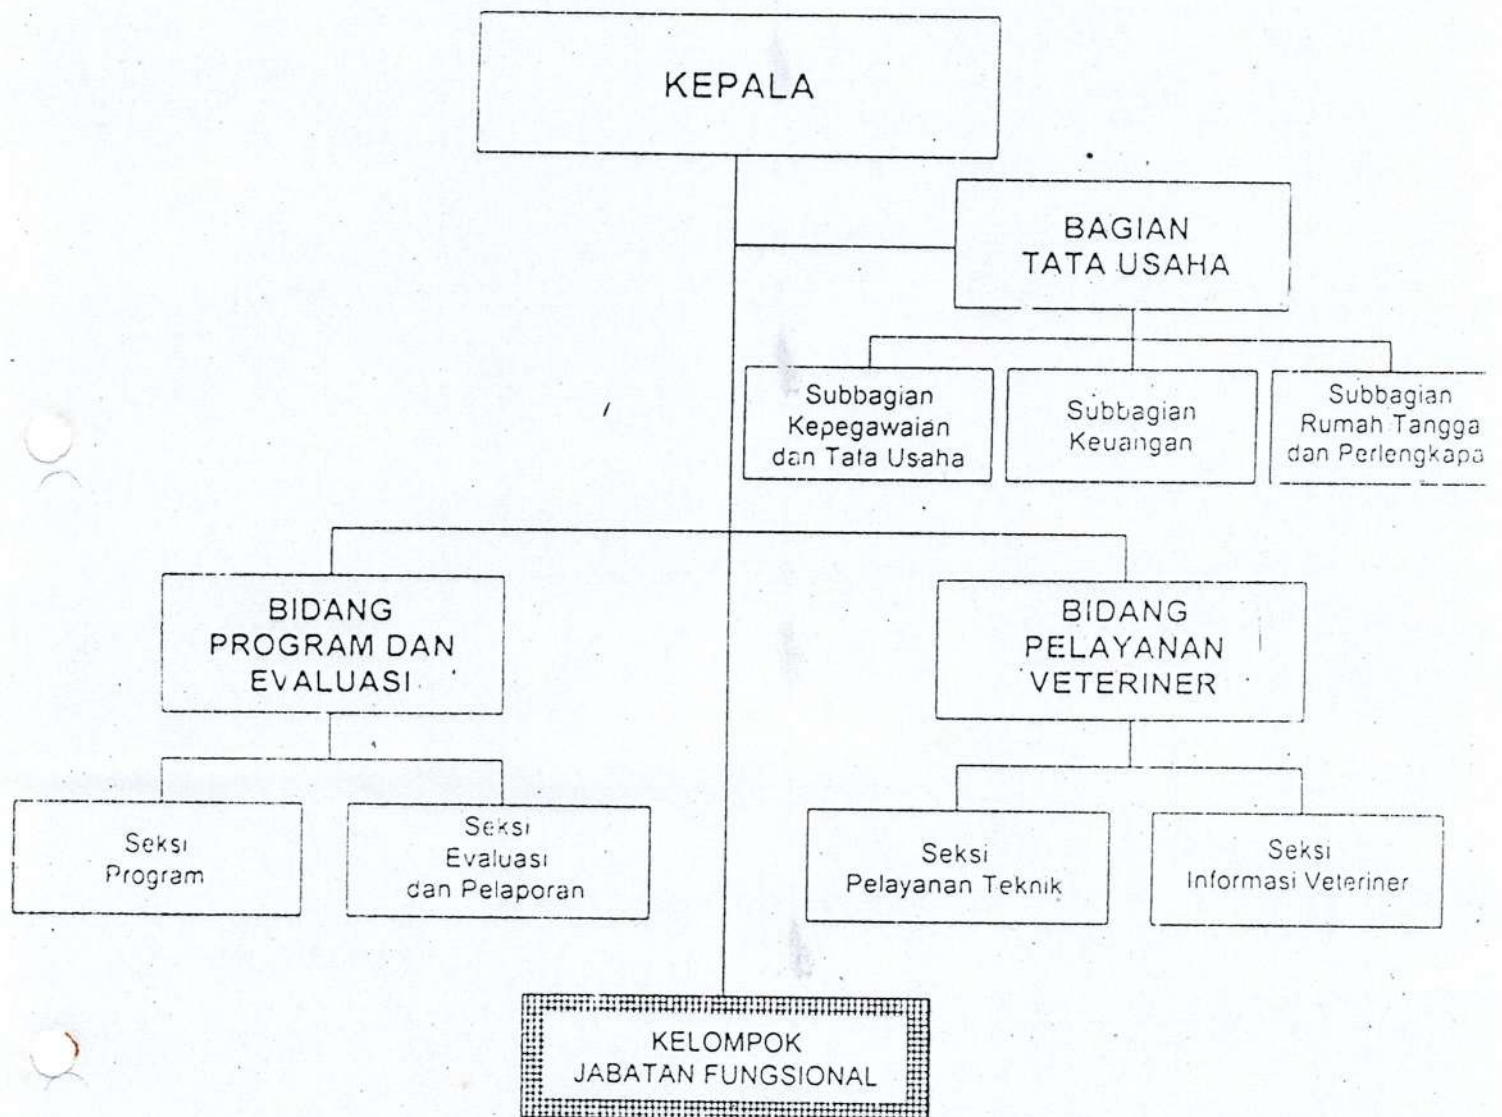 KEPALA
BAGIAN
TATA USAHA
Subbagian
Kepegawaian
dan Tata Usaha
Subbagian
Keuangan
Subbagian
Rumah Tangga
dan Perlengkapa
BIDANG
PROGRAM DAN
EVALUASI
BIDANG
PELAYANAN
VETERINER
Seksi
Program
Seksi
Evaluasi
dan Pelaporan
Seksi
Pelayanan Teknik
Seksi
Informasi Veteriner
KELOMPOK
JABATAN FUNGSIONAL